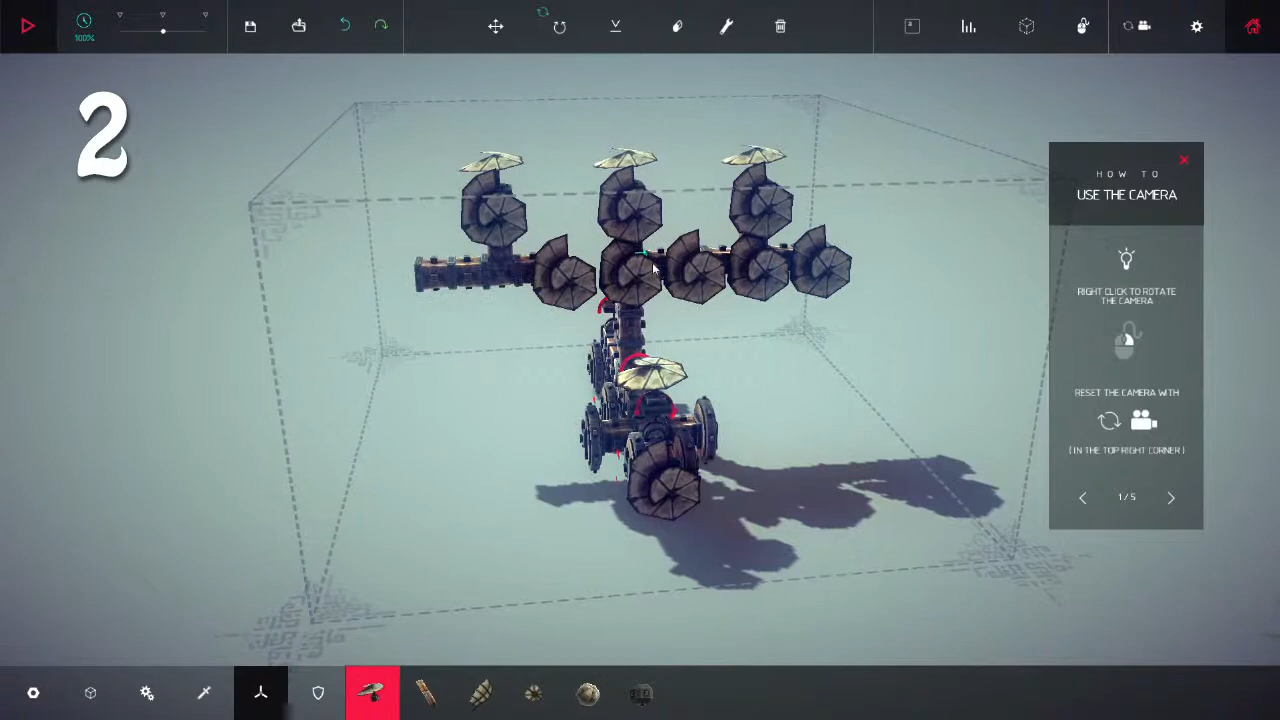 100%
2
HOW TO
USE THE CAMERA
RIGHT CLICK TO ROTATE
THE CAMERA
RESET THE CAMERA WITH
(IN THE TOP RIGHT CORNER)
1/5